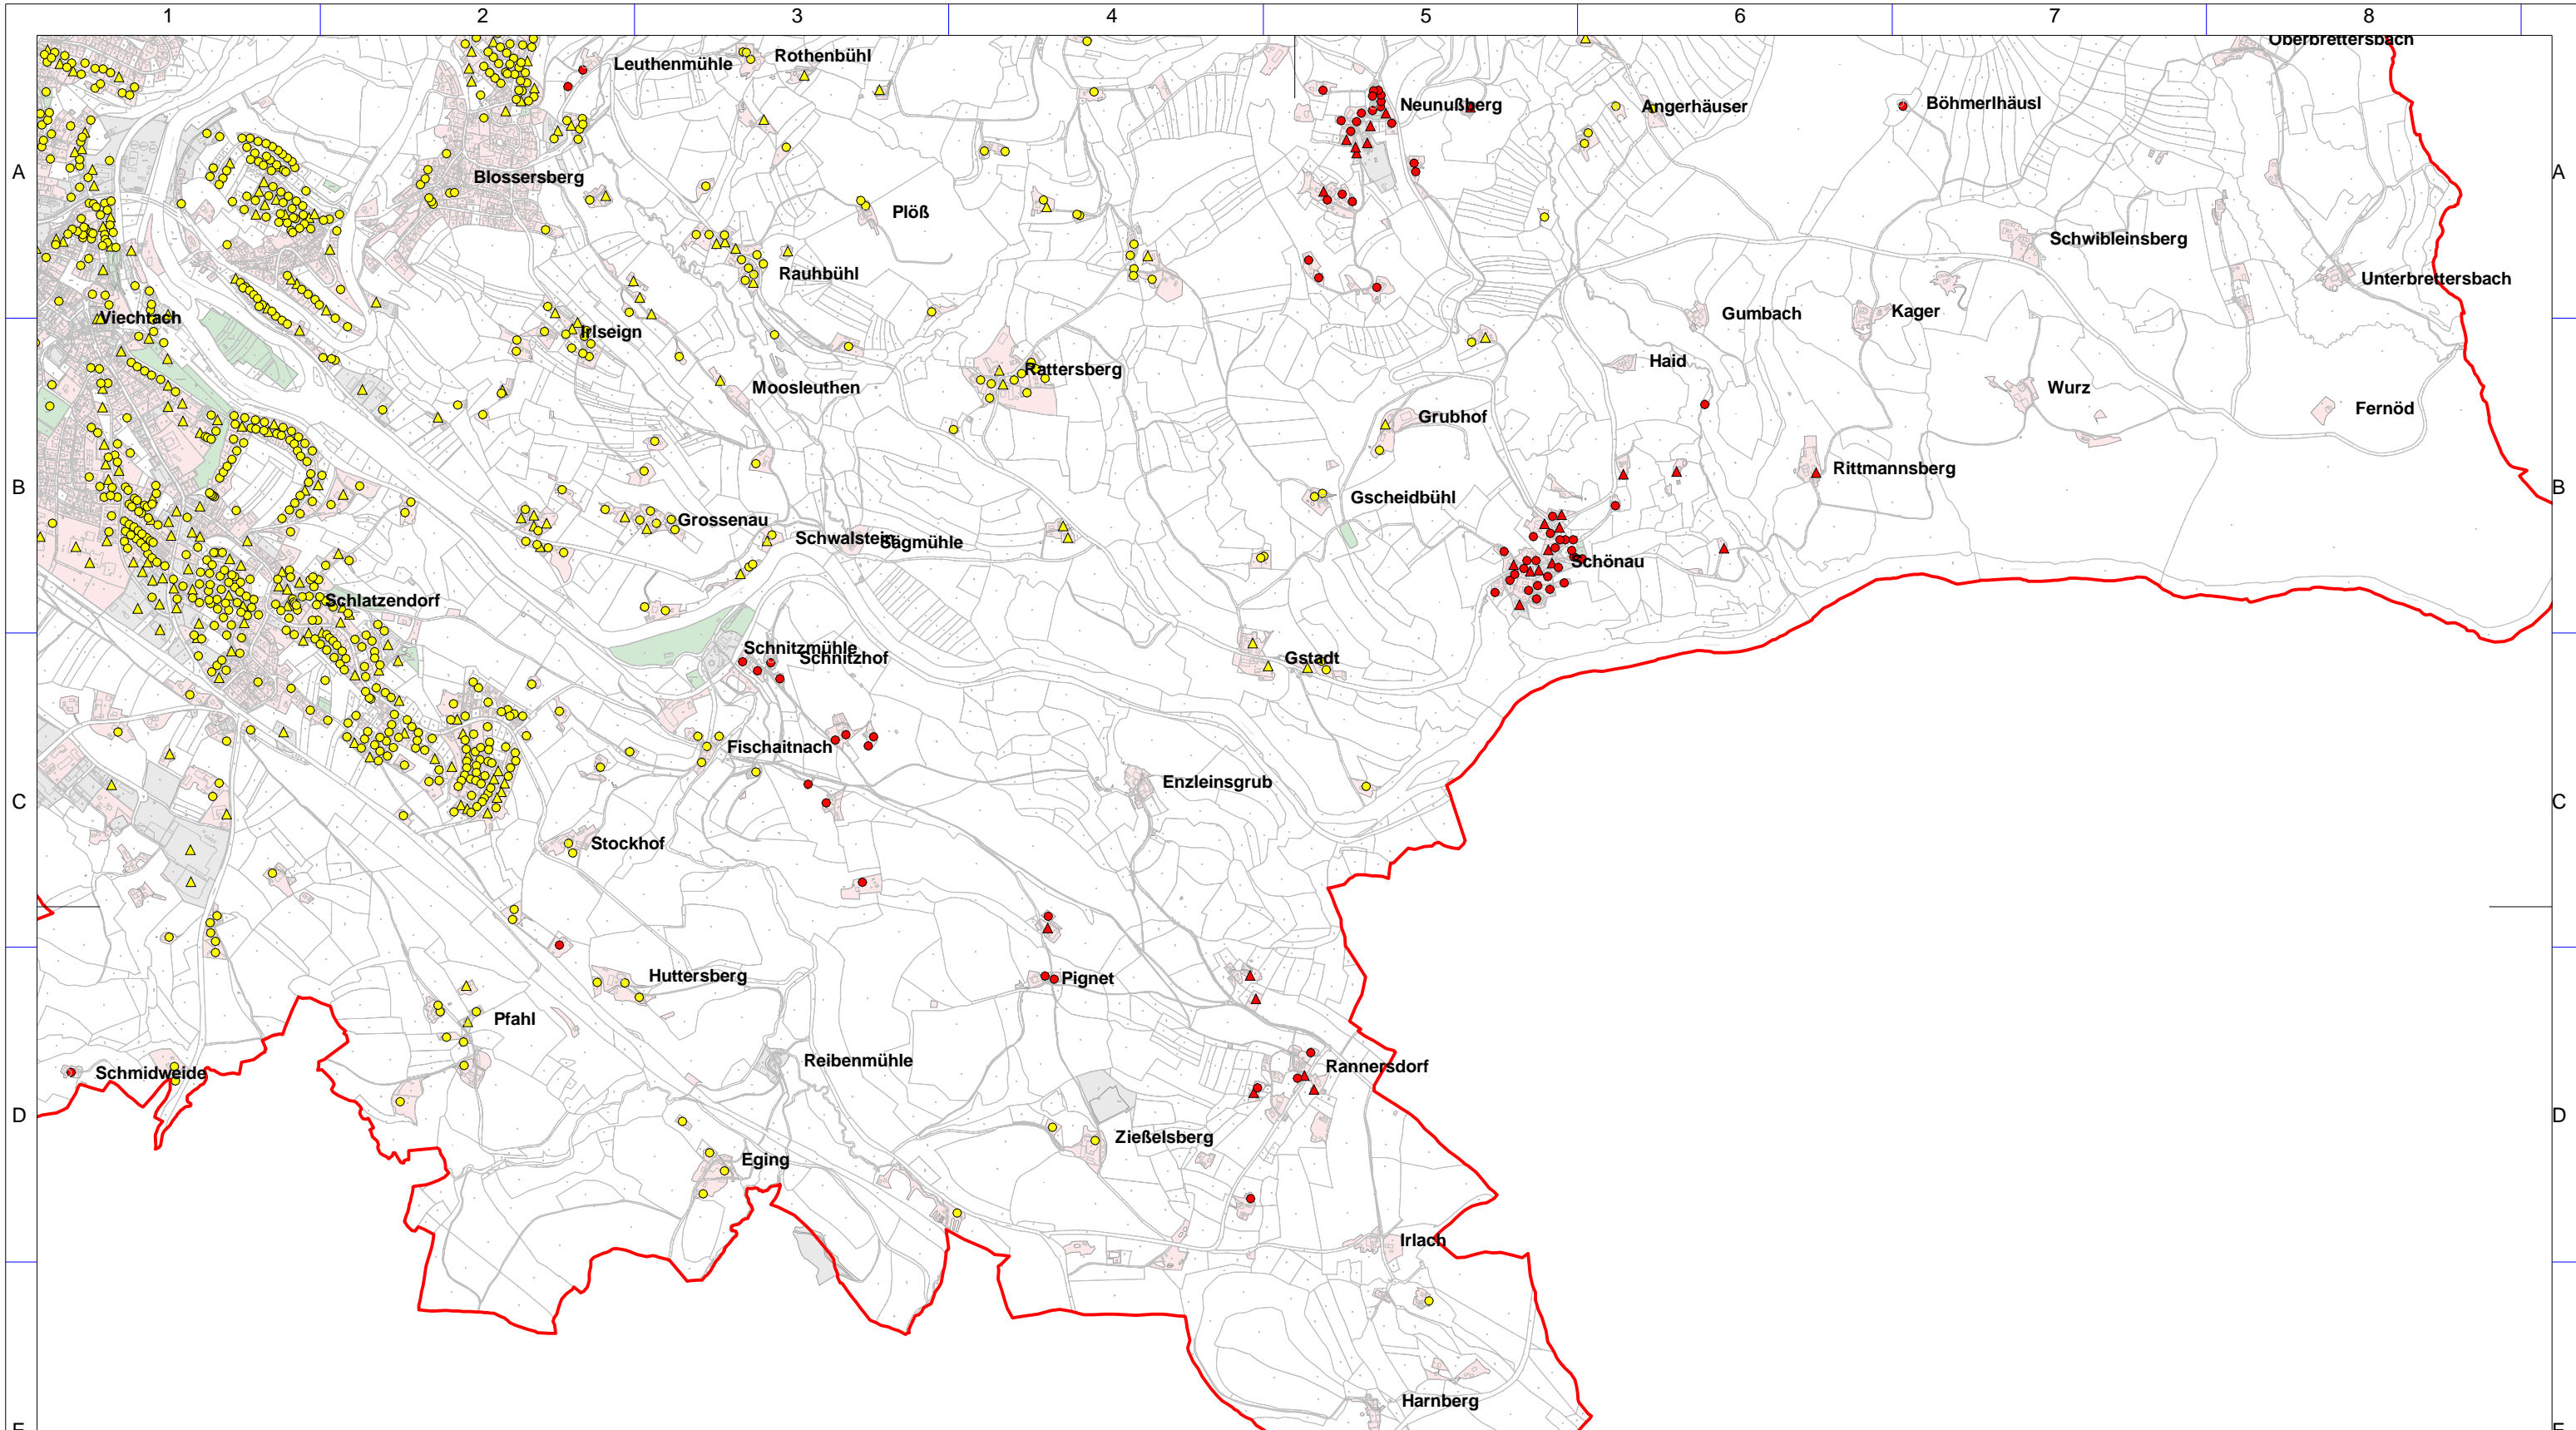 1 2 3 4 5 6 7 8
Oberbrettersbach
Leuthenmühle
Rothenbühl
Neunußberg
Angerhäuser
Böhmerlhäusl
A
Blossersberg
A
Plöß
Schwibleinsberg
Rauhbühl
Unterbrettersbach
Viechtach
Irlseign
Gumbach
Kager
Rattersberg
Haid
Moosleuthen
Wurz
Grubhof
Fernöd
Rittmannsberg
B
Gscheidbühl
B
Grossenau
Schwalstein
Sägmühle
Schönau
Schlatzendorf
Schnitzmühle
Schnitzhof
Gstadt
Fischaitnach
Enzleinsgrub
C
C
Stockhof
Huttersberg
Pignet
Pfahl
Reibenmühle
Rannersdorf
Schmidweide
D
D
Zießelsberg
Eging
Irlach
Harnberg
E
E